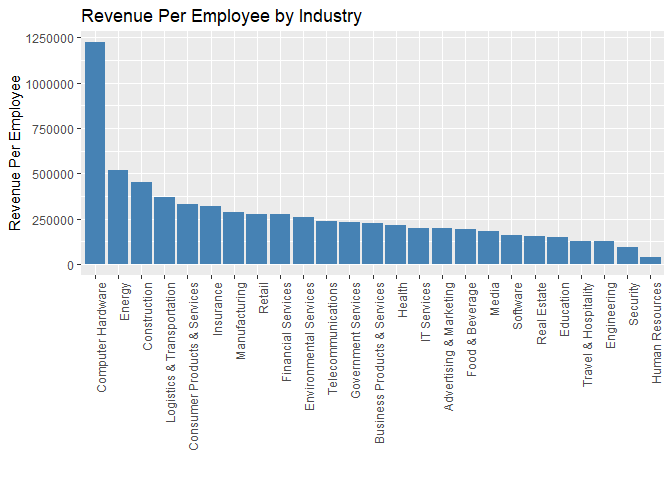 Revenue Per Employee by Industry
Revenue Per Employee
1250000
1000000
750000
500000
250000
0
Computer Hardware
Energy
Construction
Logistics & Transportation
Consumer Products & Services
Insurance
Manufacturing
Retail
Financial Services
Environmental Services
Telecommunications
Government Services
Business Products & Services
Health
IT Services
Advertising & Marketing
Food & Beverage
Media
Software
Real Estate
Education
Travel & Hospitality
Engineering
Security
Human Resources